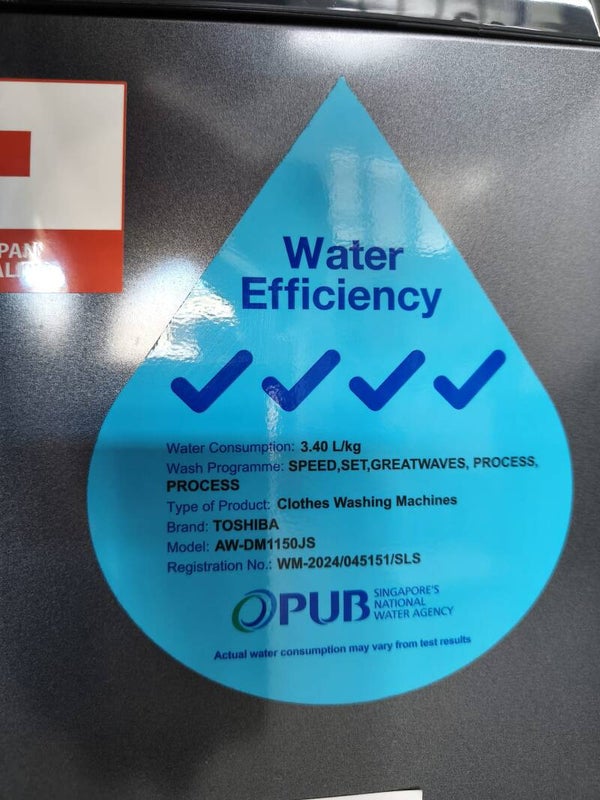 Water
Efficiency
Water Consumption: 3.40 L/kg
Wash Programme: SPEED,SET,GREATWAVES, PROCESS,
PROCESS
Type of Product: Clothes Washing Machines
Brand: TOSHIBA
Model: AW-DM1150JS
Registration No.: WM-2024/045151/SLS
PUB SINGAPORE'S
NATIONAL
WATER AGENCY
Actual water consumption may vary from test results